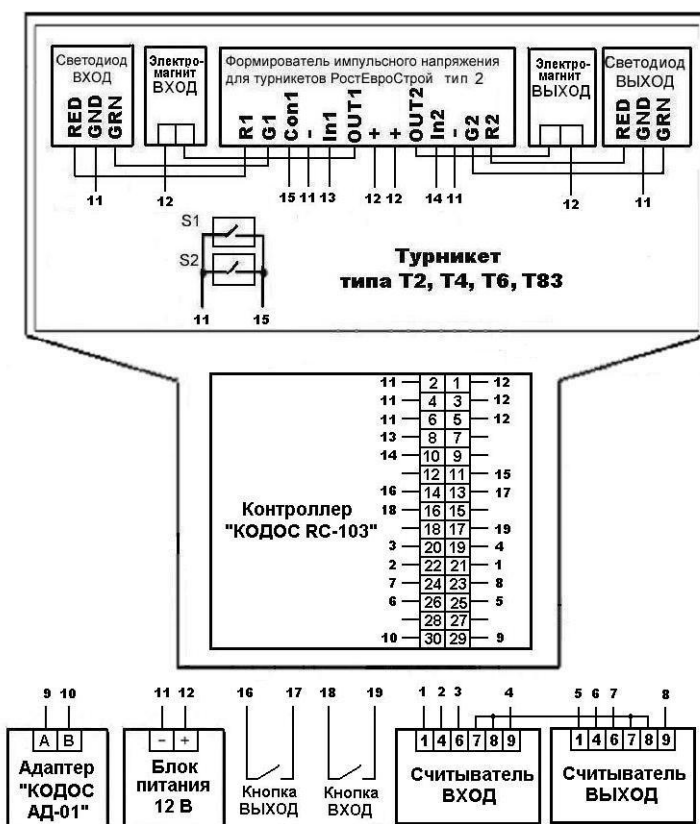 Светодиод
ВХОД
RED
GND
GRN
Электро-
магнит
ВХОД
Формирователь импульсного напряжения
для турникетов РостЕвроСтрой тип 2
R1 G1 Con1 - In1 OUT1 + + OUT2 In2 - G2 R2
Электро-
магнит
ВЫХОД
Светодиод
ВЫХОД
RED
GND
GRN
11 12 15 11 13 12 12 14 11 12 11
S1
S2
11 15
Турникет
типа Т2, Т4, Т6, Т83
Контроллер
"КОДОС RC-103"
11 2 1 12
11 4 3 12
11 6 5 12
13 8 7
14 10 9
12 11 15
16 14 13 17
18 16 15
18 17 19
3 20 19 4
2 22 21 1
7 24 23 8
6 26 25 5
28 27
10 30 29 9
9 10 11 12 16 17 18 19 1 2 3 4 5 6 7 8
A B
Адаптер
"КОДОС
АД-01"
- +
Блок
питания
12 В
Кнопка
ВЫХОД
Кнопка
ВХОД
1 4 6 7 8 9
Считыватель
ВХОД
1 4 6 7 8 9
Считыватель
ВЫХОД